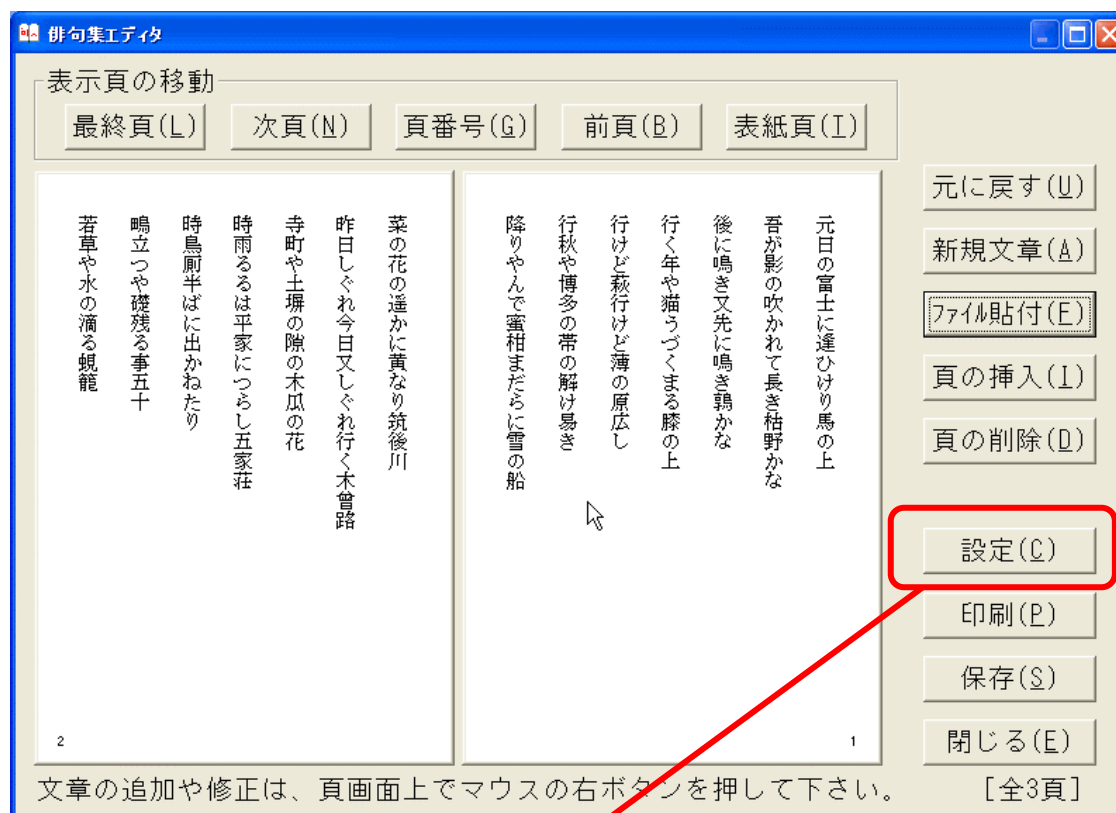 俳句集エディタ
表示頁の移動
最終頁(L) 次頁(N) 頁番号(G) 前頁(B) 表紙頁(I)
元日の富士に逢ひけり馬の上
吾が影の吹かれて長き枯野かな
後に鳴き又先に鳴き鶉かな
行く年や猫うづくまる膝の上
行けど萩行けど薄の原広し
行秋や博多の帯の解け易き
降りやんで蜜柑まだらに雪の船
1
菜の花の遥かに黄なり筑後川
昨日しぐれ今日又しぐれ行く木曾路
寺町や土塀の隙の木瓜の花
時雨るるは平家につらし五家荘
時鳥厠半ばに出かねたり
鴫立つや礎残る事五十
若草や水の滴る蜆籠
2
元に戻す(U)
新規文章(A)
ファイル貼付(F)
頁の挿入(I)
頁の削除(D)
設定(C)
印刷(P)
保存(S)
閉じる(E)
文章の追加や修正は、頁画面上でマウスの右ボタンを押して下さい。 [全3頁]